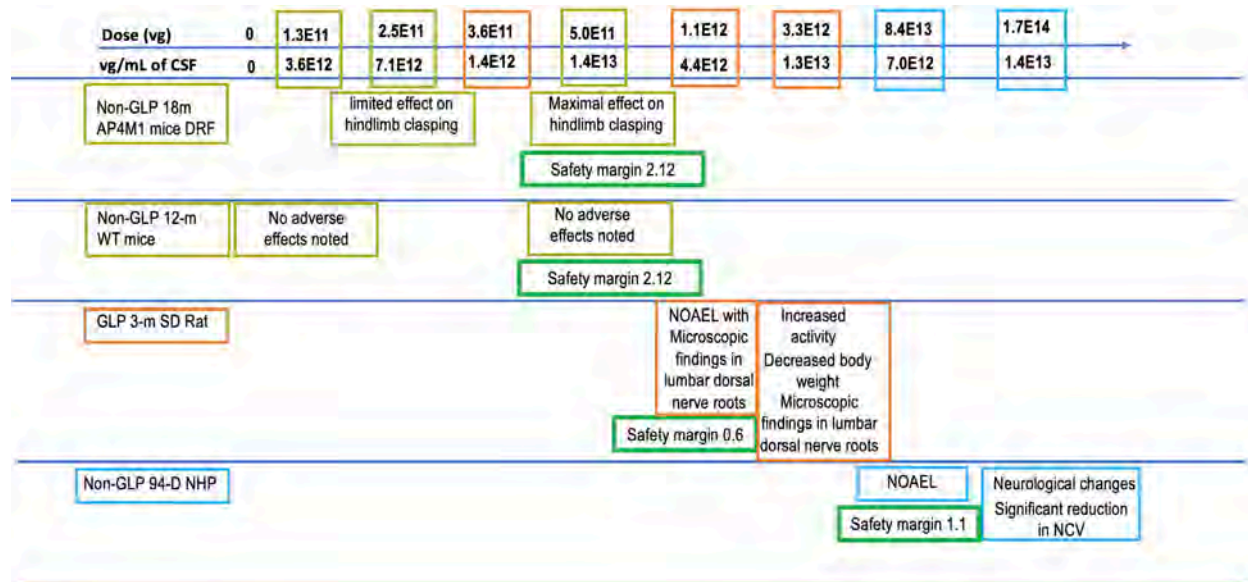 Dose (vg) 0 1.3E11 2.5E11 3.6E11 5.0E11 1.1E12 3.3E12 8.4E13 1.7E14
vg/mL of CSF 0 3.6E12 7.1E12 1.4E12 1.4E13 4.4E12 1.3E13 7.0E12 1.4E13
Non-GLP 18m
AP4M1 mice DRF
limited effect on
hindlimb clasping
Maximal effect on
hindlimb clasping
Safety margin 2.12
Non-GLP 12-m
WT mice
No adverse
effects noted
No adverse
effects noted
Safety margin 2.12
GLP 3-m SD Rat
NOAEL with
Microscopic
findings in
lumbar dorsal
nerve roots
Safety margin 0.6
Increased
activity
Decreased body
weight
Microscopic
findings in lumbar
dorsal nerve roots
Non-GLP 94-D NHP
NOAEL
Safety margin 1.1
Neurological changes
Significant reduction
in NCV